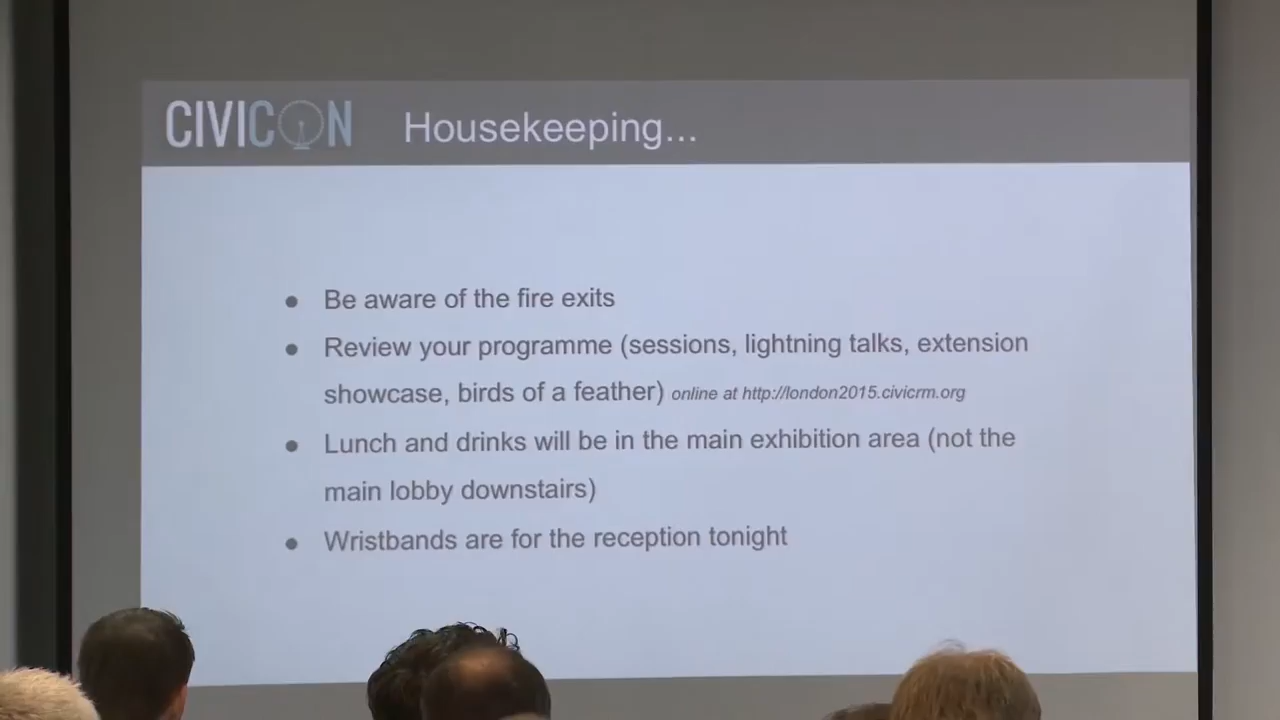 CIVICON Housekeeping...
● Be aware of the fire exits
● Review your programme (sessions, lightning talks, extension
showcase, birds of a feather) online at http://london2015.civicrm.org
● Lunch and drinks will be in the main exhibition area (not the
main lobby downstairs)
● Wristbands are for the reception tonight